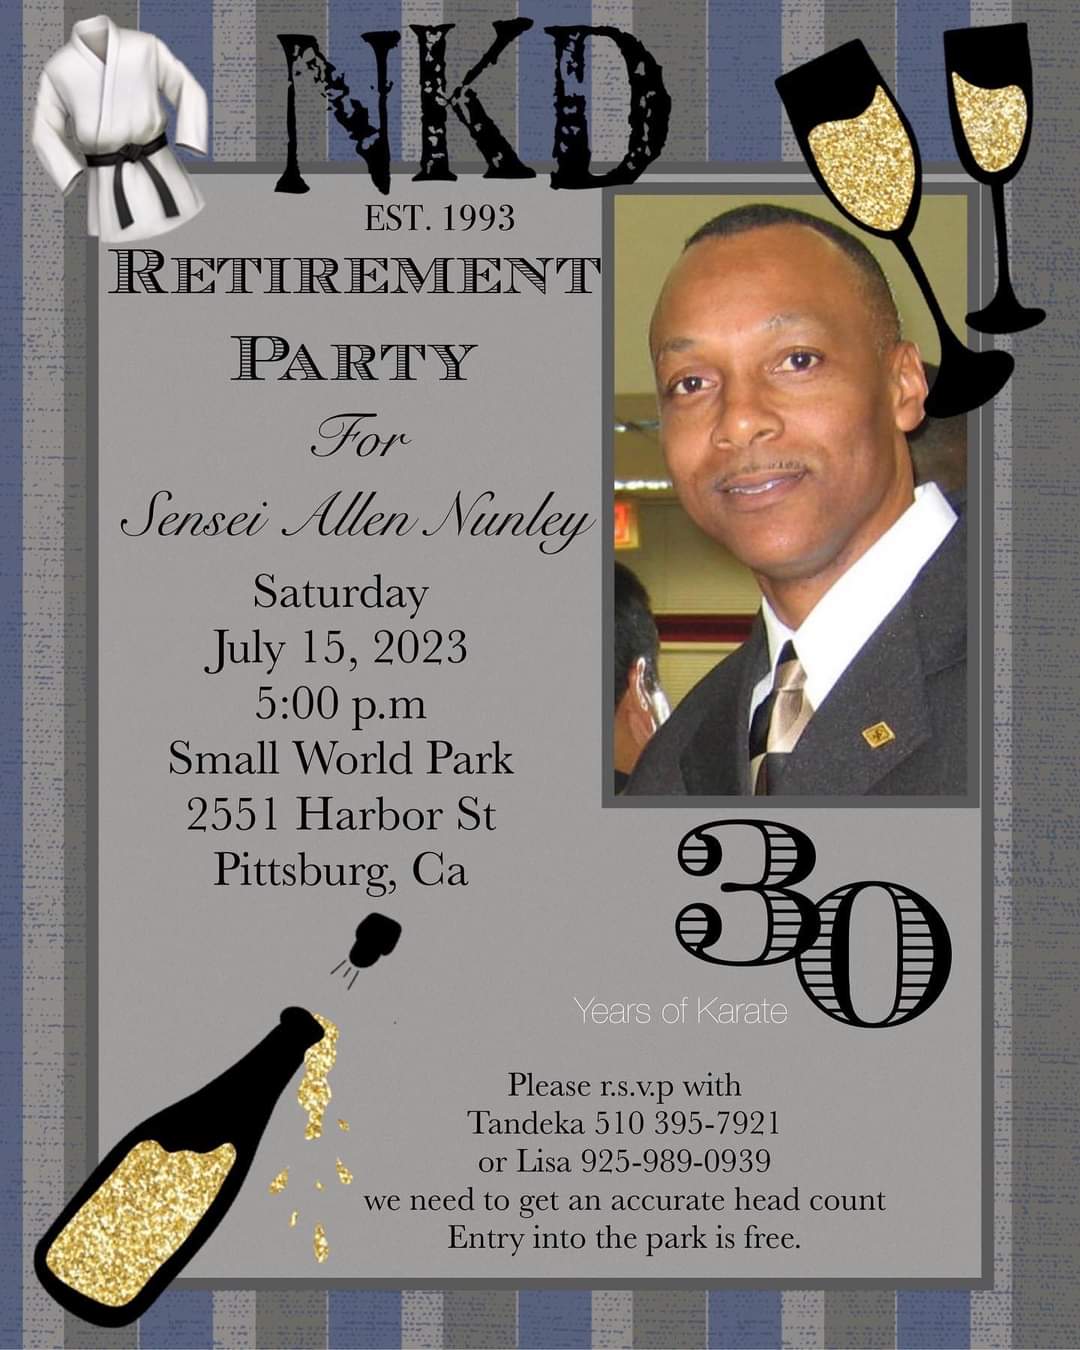 NKD
EST. 1993
RETIREMENT
PARTY
For
Sensei Allen Nunley
Saturday
July 15, 2023
5:00 p.m
Small World Park
2551 Harbor St
Pittsburg, Ca
30
Years of Karate
Please r.s.v.p with
Tandeka 510 395-7921
or Lisa 925-989-0939
we need to get an accurate head count
Entry into the park is free.